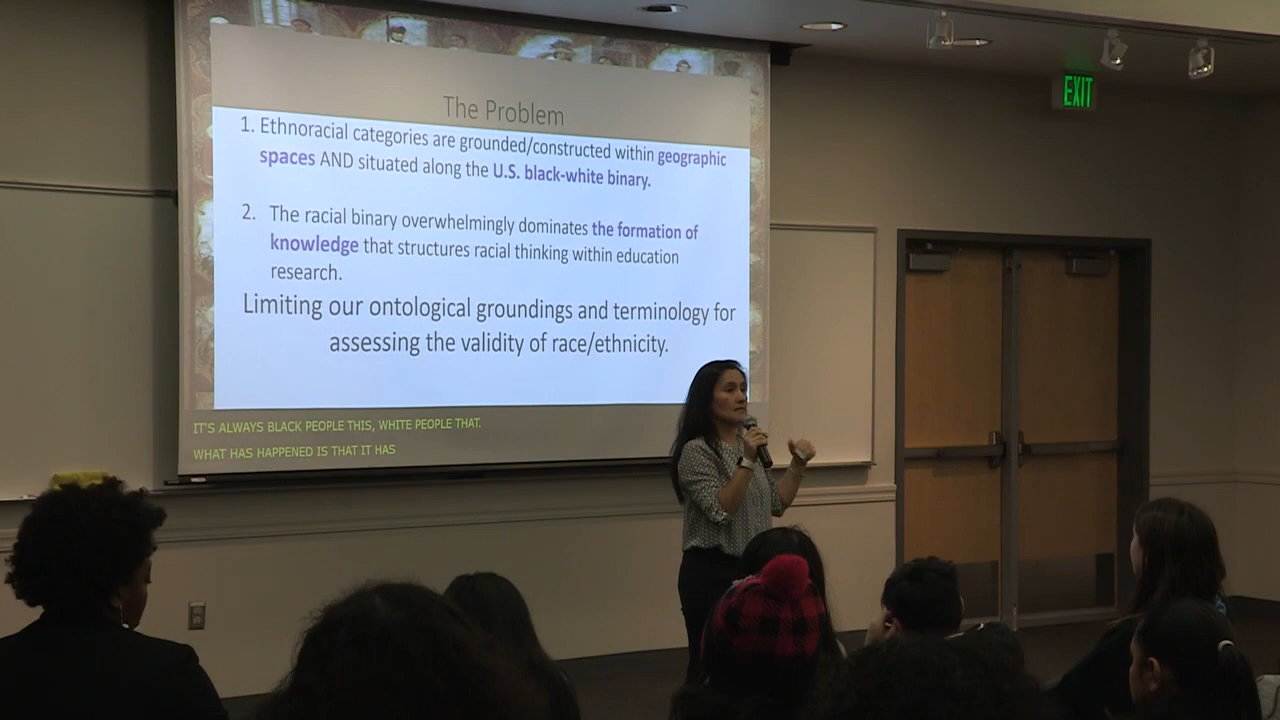 The Problem
1. Ethnoracial categories are grounded/constructed within geographic
spaces AND situated along the U.S. black-white binary.
2. The racial binary overwhelmingly dominates the formation of
knowledge that structures racial thinking within education
research.
Limiting our ontological groundings and terminology for
assessing the validity of race/ethnicity.
IT'S ALWAYS BLACK PEOPLE THIS, WHITE PEOPLE THAT.
WHAT HAS HAPPENED IS THAT IT HAS
EXIT